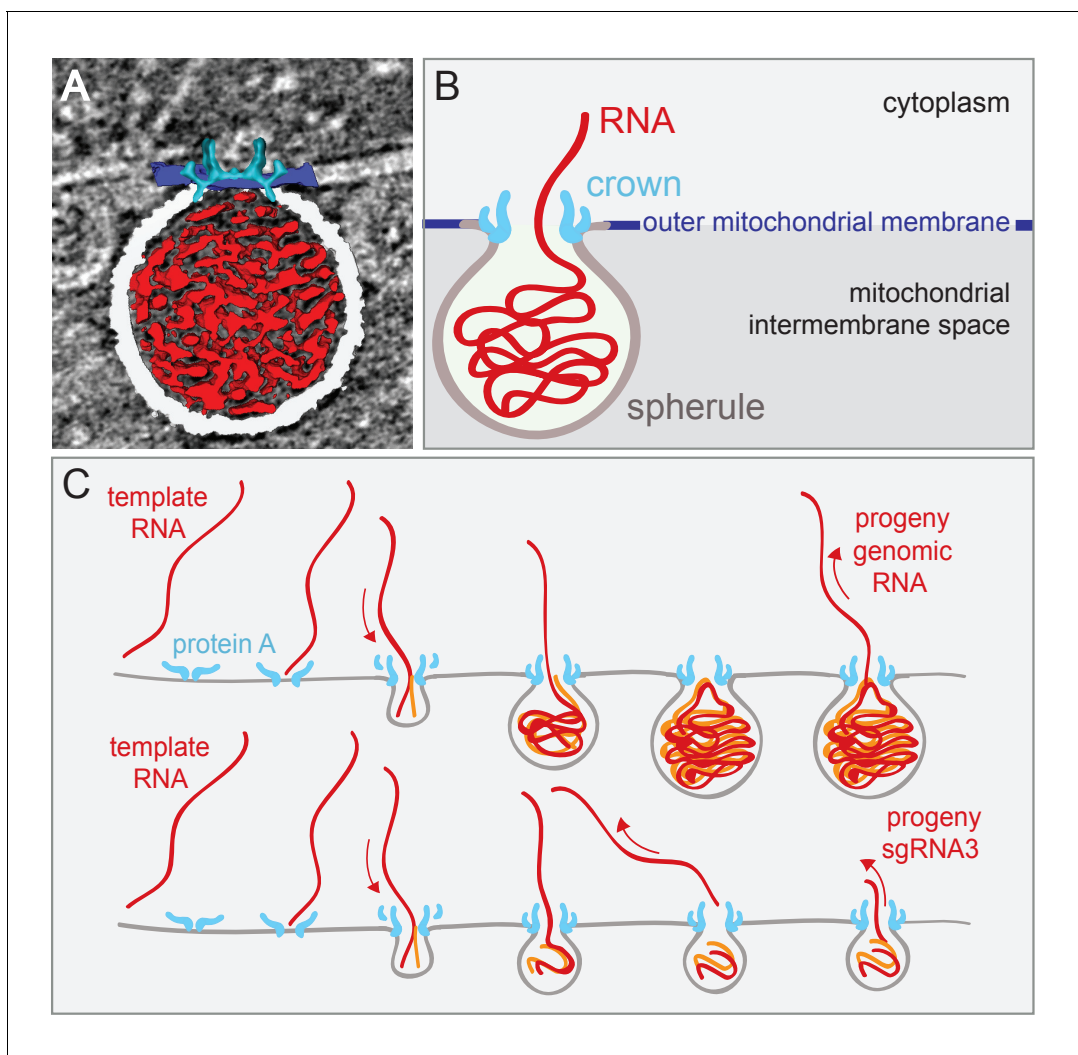 A
B
cytoplasm
RNA
crown
outer mitochondrial membrane
mitochondrial
intermembrane space
spherule
C
template
RNA
progeny
genomic
RNA
protein A
template
RNA
progeny
sgRNA3